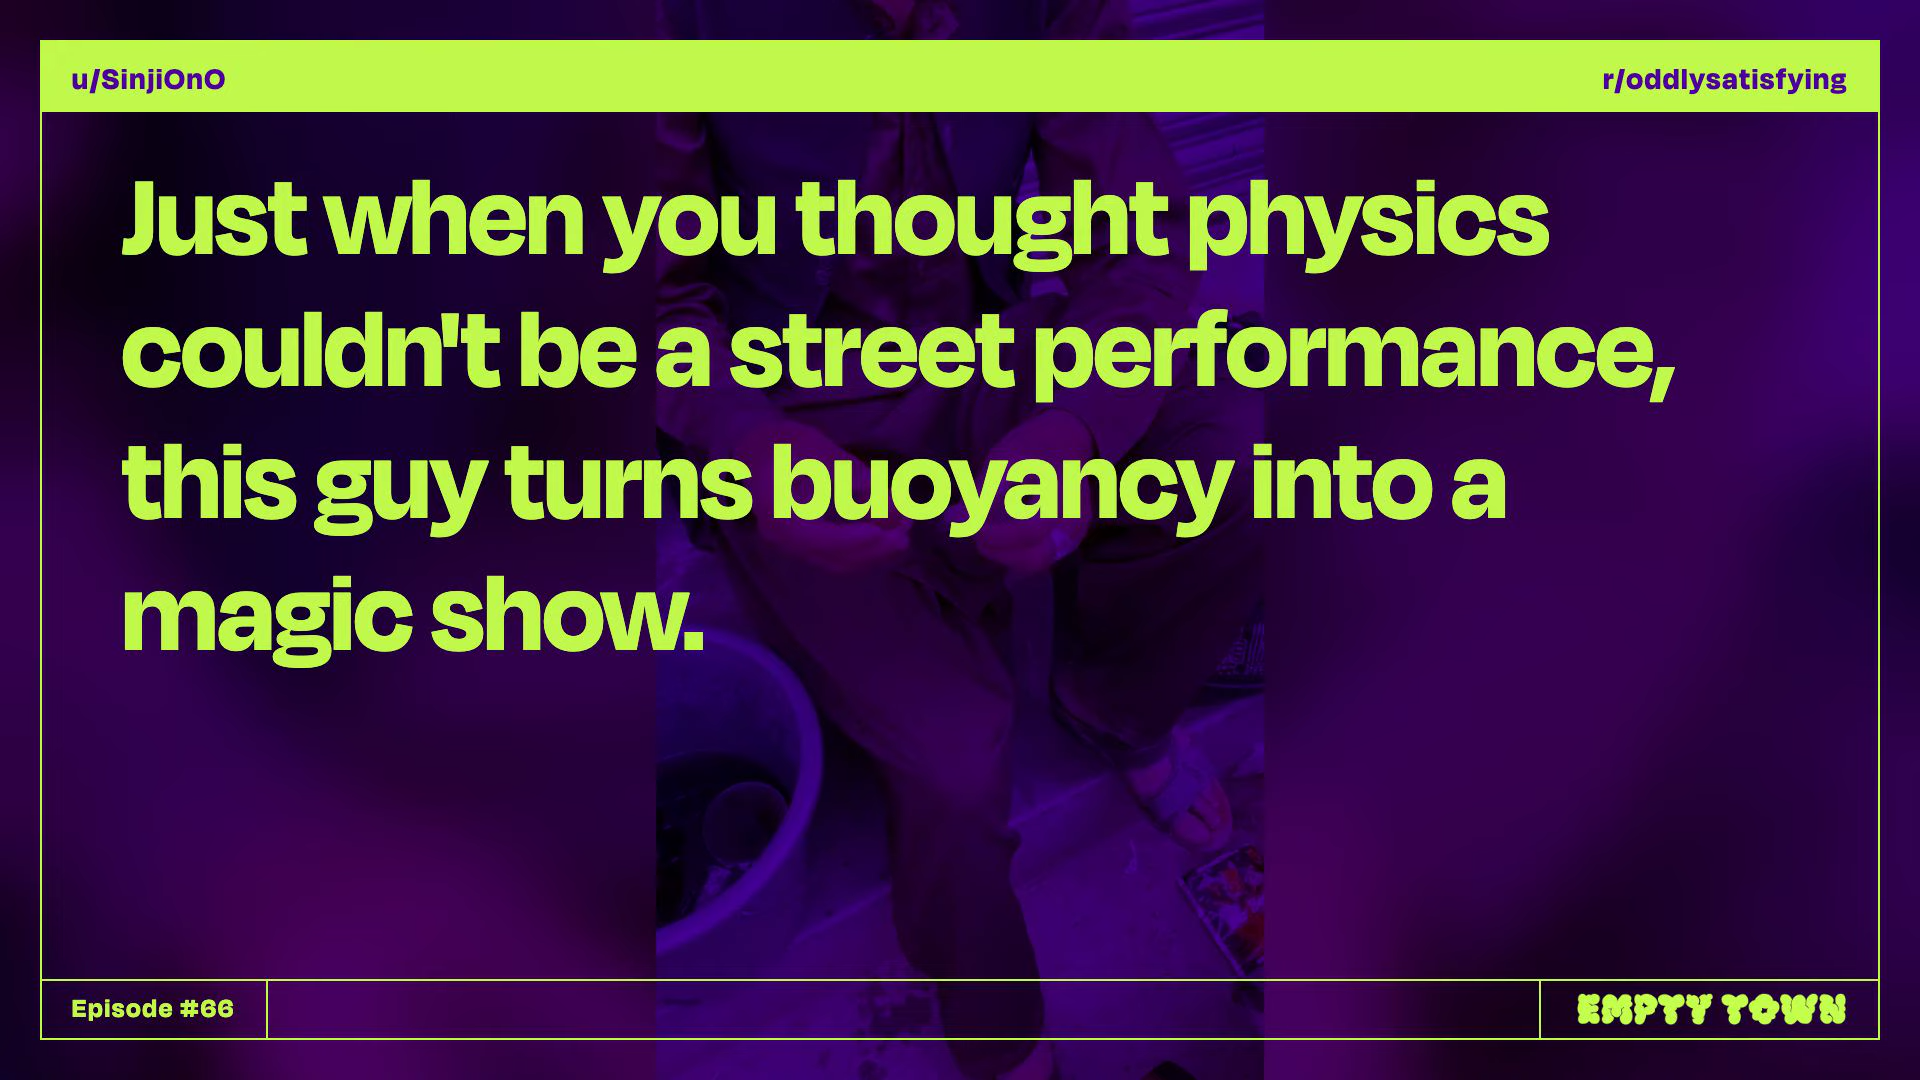 u/SinjiOnO
r/oddlysatisfying
Just when you thought physics
couldn't be a street performance,
this guy turns buoyancy into a
magic show.
Episode #66
EMPTY TOWN